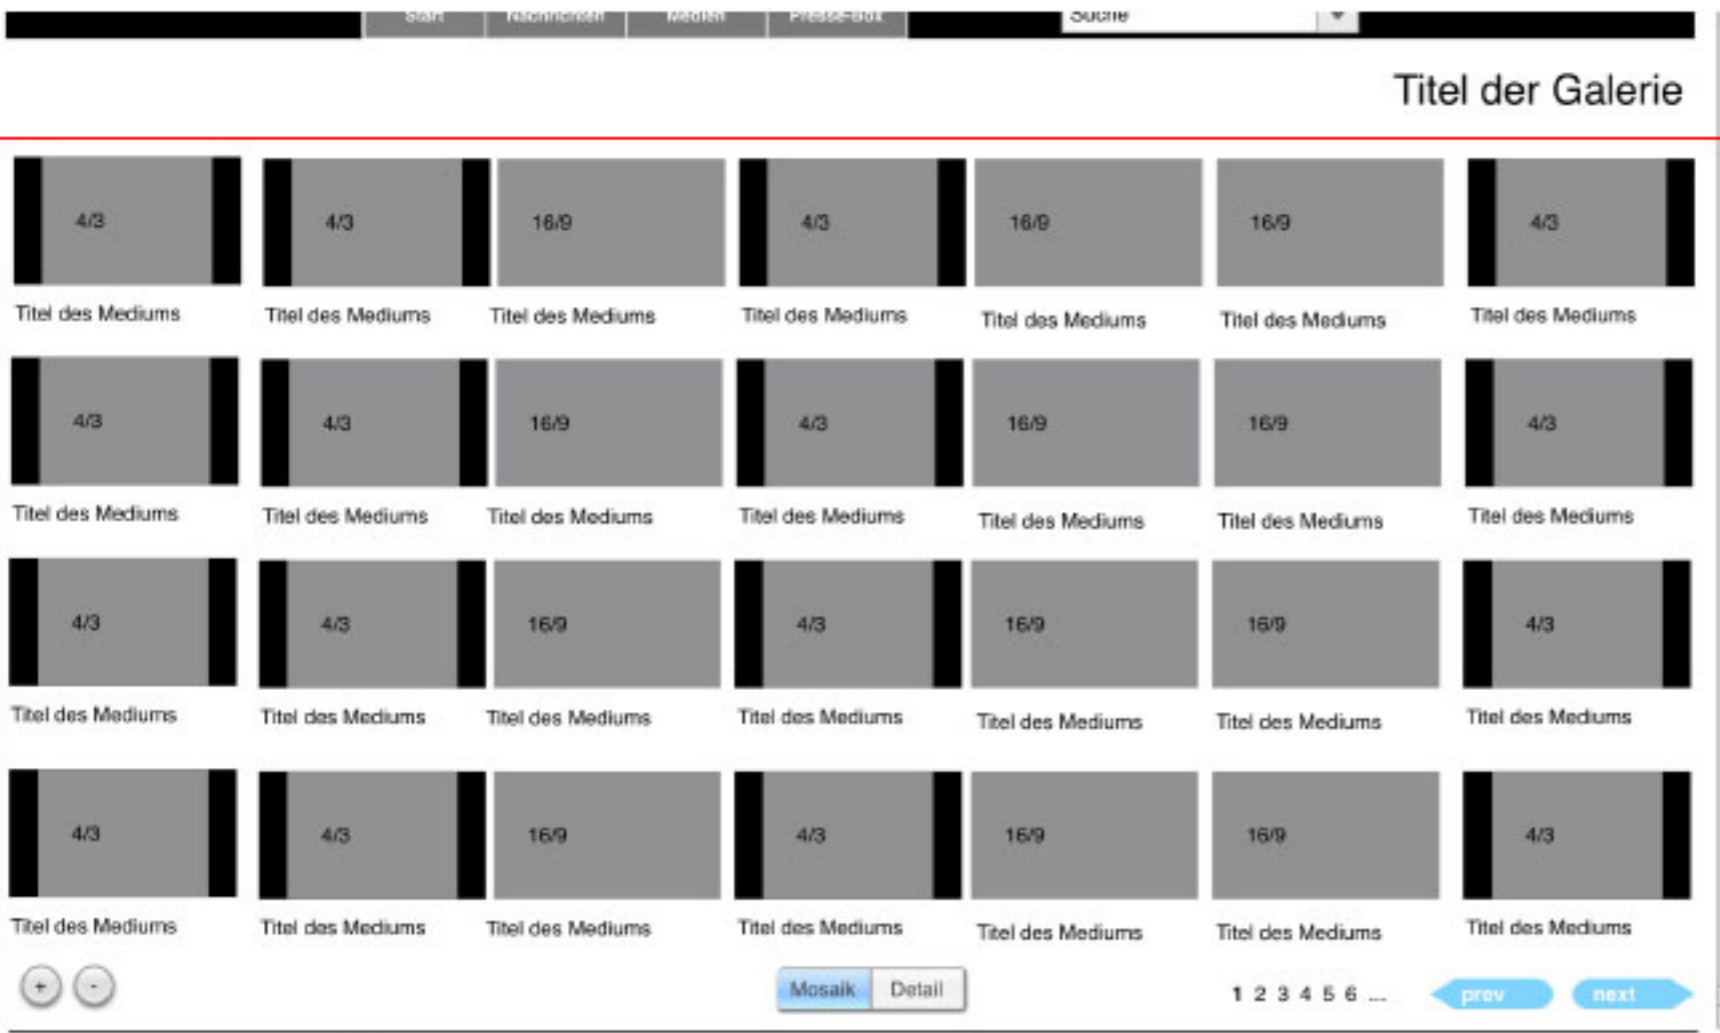 Start Nachrichten Medien Presse-Box Suche
Titel der Galerie
4/3 4/3 16/9 4/3 16/9 16/9 4/3
Titel des Mediums Titel des Mediums Titel des Mediums Titel des Mediums Titel des Mediums Titel des Mediums Titel des Mediums
4/3 4/3 16/9 4/3 16/9 16/9 4/3
Titel des Mediums Titel des Mediums Titel des Mediums Titel des Mediums Titel des Mediums Titel des Mediums Titel des Mediums
4/3 4/3 16/9 4/3 16/9 16/9 4/3
Titel des Mediums Titel des Mediums Titel des Mediums Titel des Mediums Titel des Mediums Titel des Mediums Titel des Mediums
4/3 4/3 16/9 4/3 16/9 16/9 4/3
Titel des Mediums Titel des Mediums Titel des Mediums Titel des Mediums Titel des Mediums Titel des Mediums Titel des Mediums
+ - Mosaik Detail 1 2 3 4 5 6 ... prev next